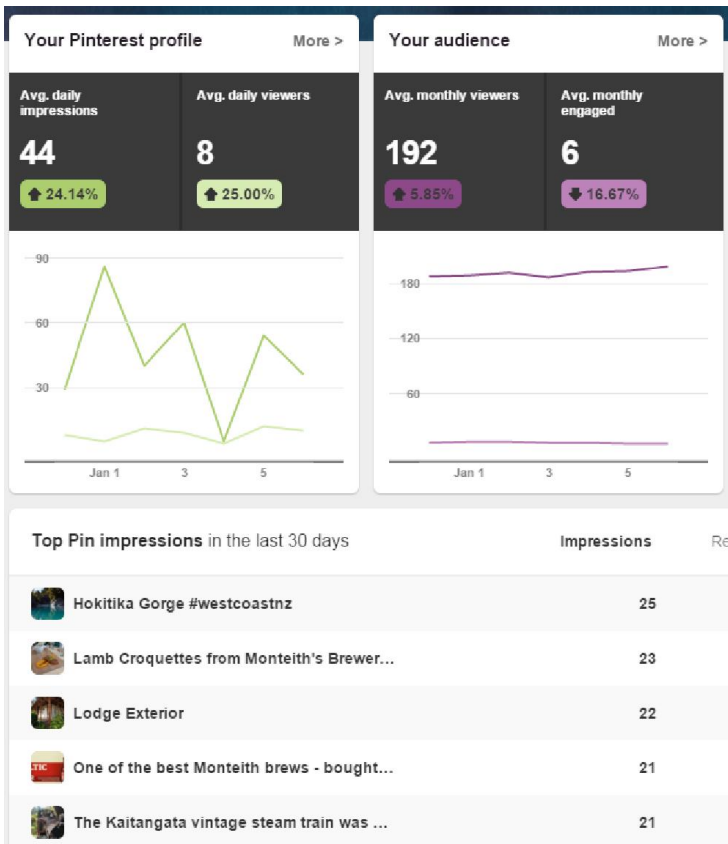 Your Pinterest profile
More >
Avg. daily
impressions
44
24.14%
Avg. daily viewers
8
25.00%
90
60
30
Jan 1
3
5
Your audience
More >
Avg. monthly viewers
192
5.85%
Avg. monthly
engaged
6
16.67%
180
120
60
Jan 1
3
5
Top Pin impressions in the last 30 days
Impressions
Re
Hokitika Gorge #westcoastnz
25
Lamb Croquettes from Monteith's Brewer...
23
Lodge Exterior
22
TIC
One of the best Monteith brews - bought...
21
The Kaitangata vintage steam train was ...
21